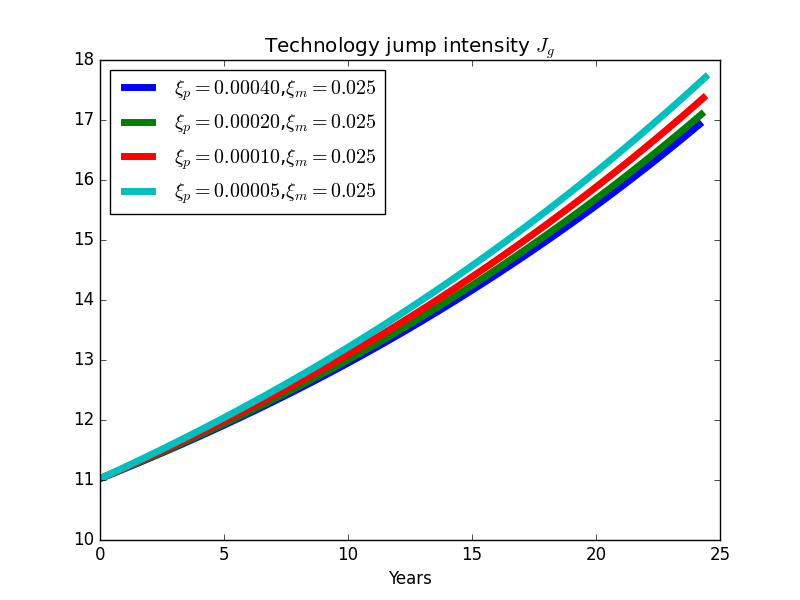 Technology jump intensity $J_g$
18
17
16
15
14
13
12
11
10
$\xi_p = 0.00040$,$\xi_m = 0.025$
$\xi_p = 0.00020$,$\xi_m = 0.025$
$\xi_p = 0.00010$,$\xi_m = 0.025$
$\xi_p = 0.00005$,$\xi_m = 0.025$
0 5 10 15 20 25
Years